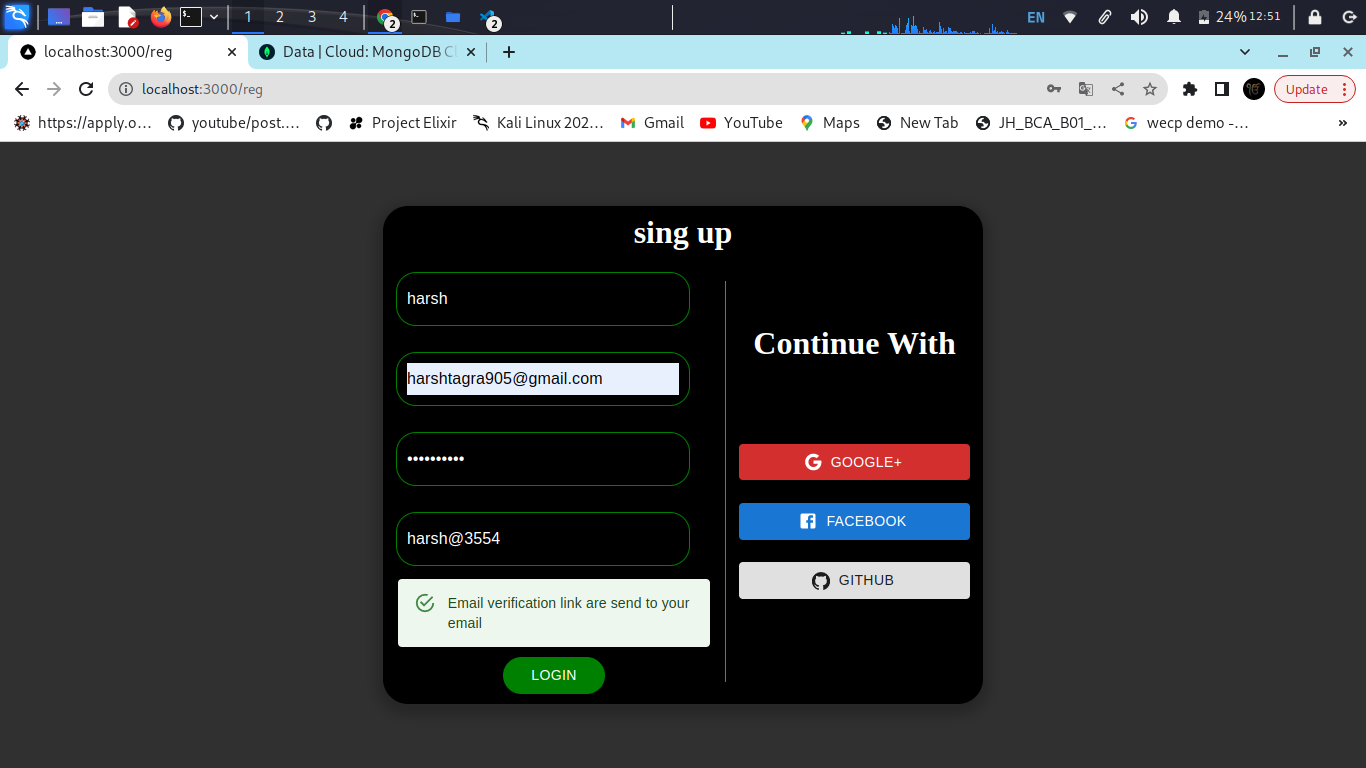 1 2 3 4 2 2 EN 24% 12:51
localhost:3000/reg Data | Cloud: MongoDB Cl
localhost:3000/reg Update
https://apply.o... youtube/post.... Project Elixir Kali Linux 202... Gmail YouTube Maps New Tab JH_BCA_B01_... wecp demo -... »
sing up
harsh
harshtagra905@gmail.com
••••••••••
harsh@3554
Email verification link are send to your
email
LOGIN
Continue With
GOOGLE+
FACEBOOK
GITHUB